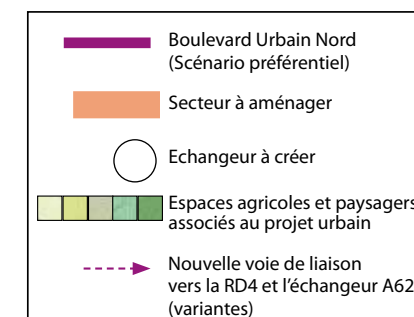 Boulevard Urbain Nord
(Scénario préférentiel)
Secteur à aménager
Echangeur à créer
Espaces agricoles et paysagers
associés au projet urbain
Nouvelle voie de liaison
vers la RD4 et l'échangeur A62
(variantes)